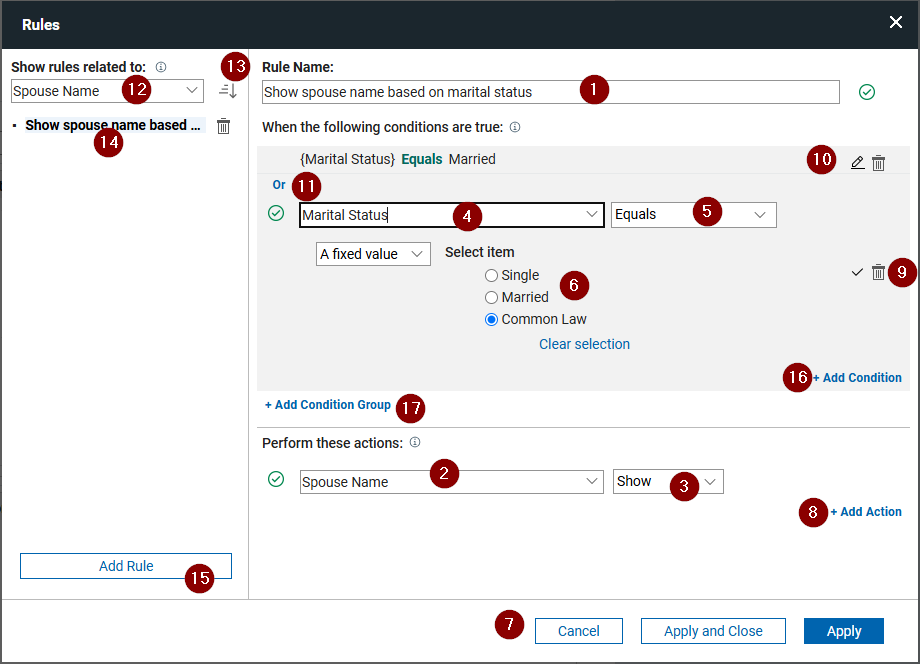 Rules
Show rules related to:
13
Rule Name:
Spouse Name
12
Show spouse name based on marital status
1
Show spouse name based ...
14
When the following conditions are true:
{Marital Status} Equals Married
10
Or
11
Marital Status
4
Equals
5
A fixed value
Select item
Single
6
Married
9
Common Law
Clear selection
16
+ Add Condition
+ Add Condition Group
17
Perform these actions:
Spouse Name
2
Show
3
8
+ Add Action
Add Rule
15
7
Cancel
Apply and Close
Apply